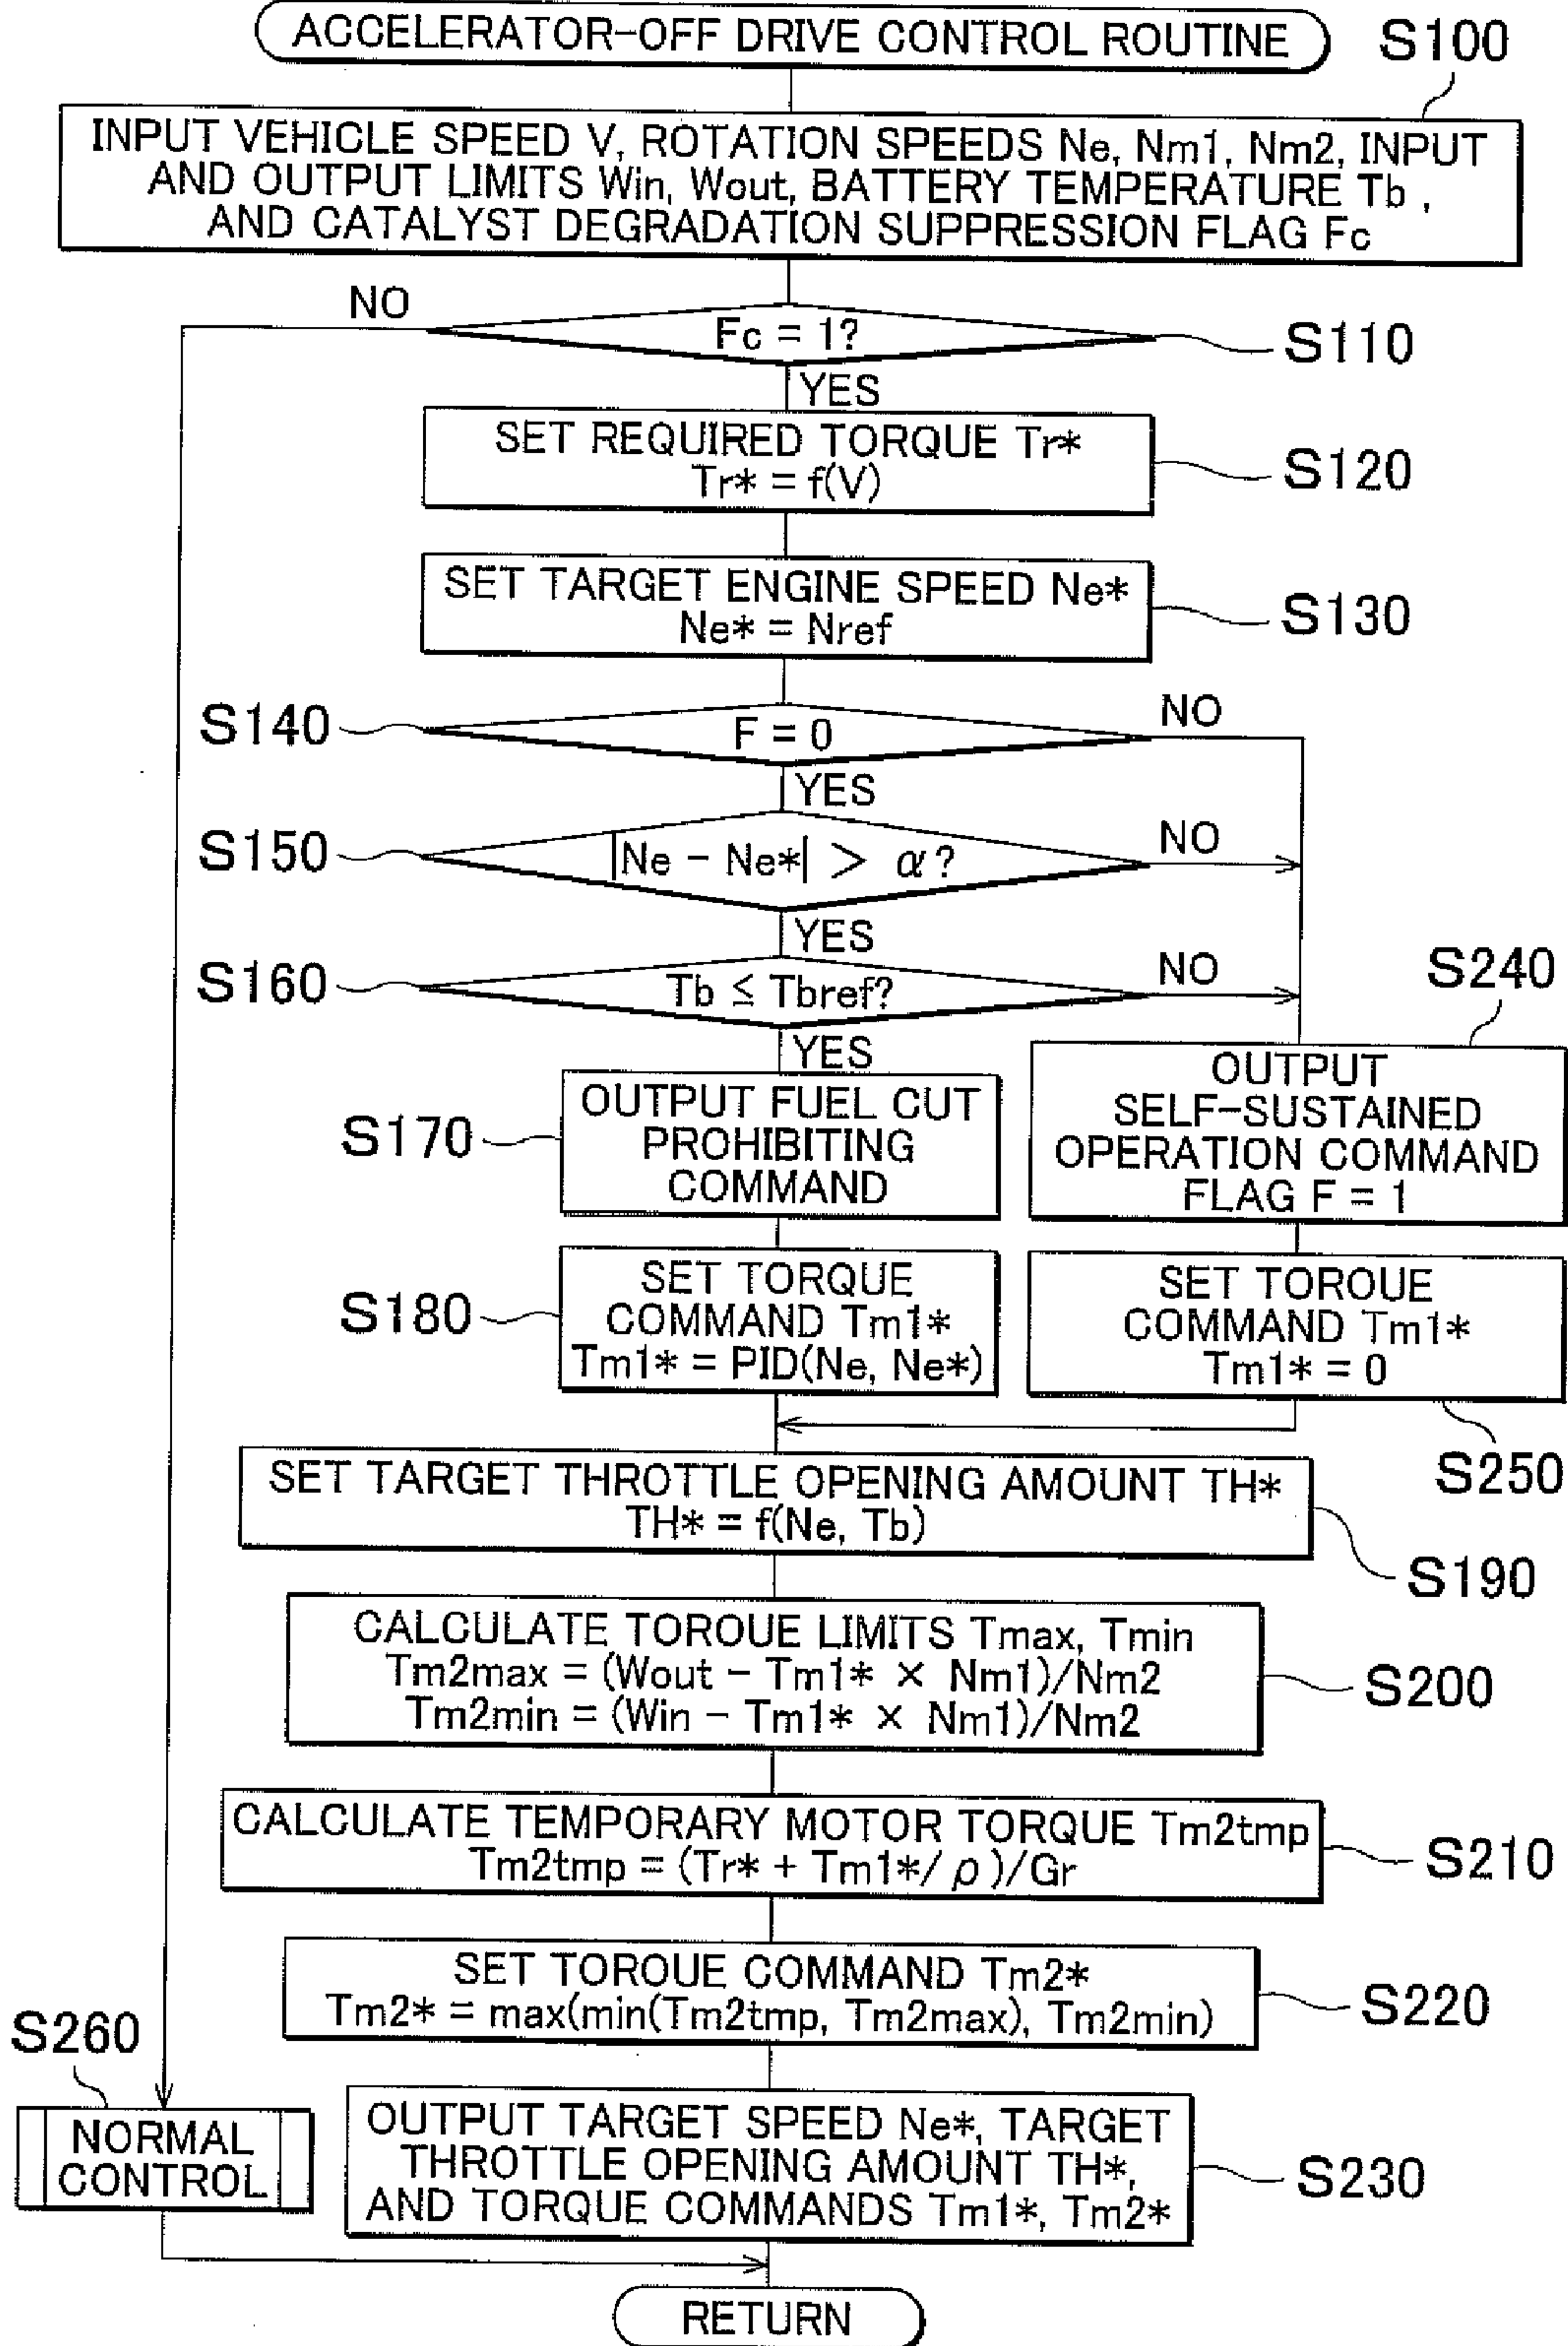 ACCELERATOR-OFF DRIVE CONTROL ROUTINE
S100
INPUT VEHICLE SPEED V, ROTATION SPEEDS Ne, Nm1, Nm2, INPUT
AND OUTPUT LIMITS Win, Wout, BATTERY TEMPERATURE Tb ,
AND CATALYST DEGRADATION SUPPRESSION FLAG Fc
NO
Fc = 1?
S110
YES
SET REQUIRED TORQUE Tr*
Tr* = f(V)
S120
SET TARGET ENGINE SPEED Ne*
Ne* = Nref
S130
S140
F = 0
NO
YES
S150
|Ne - Ne*| > α?
NO
YES
S160
Tb ≤ Tbref?
NO
S240
YES
OUTPUT FUEL CUT
PROHIBITING
COMMAND
S170
OUTPUT
SELF-SUSTAINED
OPERATION COMMAND
FLAG F = 1
S180
SET TORQUE
COMMAND Tm1*
Tm1* = PID(Ne, Ne*)
SET TOROUE
COMMAND Tm1*
Tm1* = 0
S250
SET TARGET THROTTLE OPENING AMOUNT TH*
TH* = f(Ne, Tb)
S190
CALCULATE TOROUE LIMITS Tmax, Tmin
Tm2max = (Wout - Tm1* × Nm1)/Nm2
Tm2min = (Win - Tm1* × Nm1)/Nm2
S200
CALCULATE TEMPORARY MOTOR TORQUE Tm2tmp
Tm2tmp = (Tr* + Tm1*/ ρ)/Gr
S210
SET TOROUE COMMAND Tm2*
Tm2* = max(min(Tm2tmp, Tm2max), Tm2min)
S220
S260
NORMAL
CONTROL
OUTPUT TARGET SPEED Ne*, TARGET
THROTTLE OPENING AMOUNT TH*,
AND TORQUE COMMANDS Tm1*, Tm2*
S230
RETURN